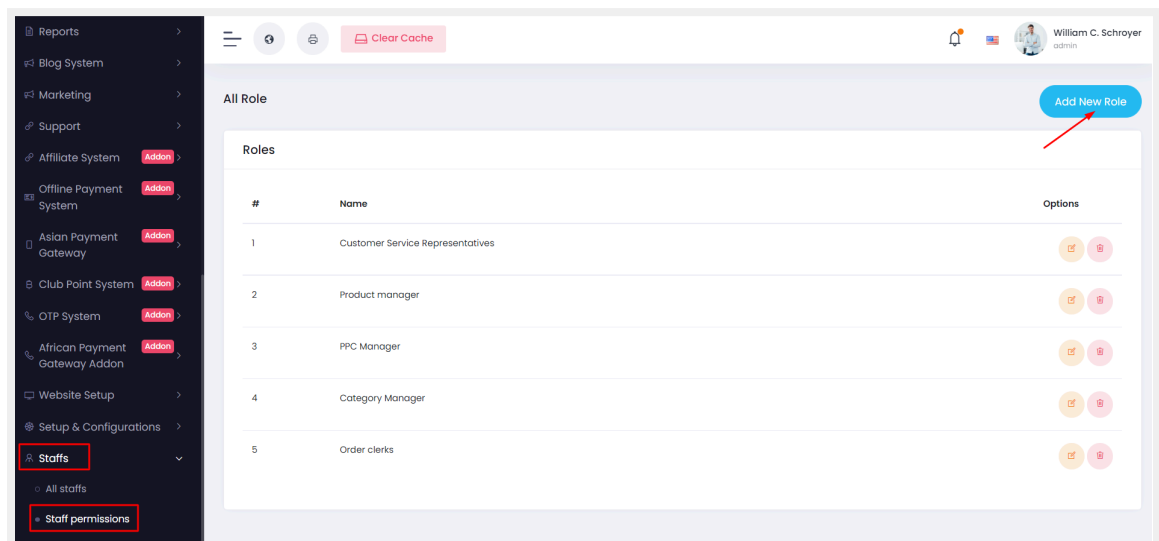 Reports
Blog System
Marketing
Support
Affiliate System Addon
Offline Payment Addon
System
Asian Payment Addon
Gateway
Club Point System Addon
OTP System Addon
African Payment Addon
Gateway Addon
Website Setup
Setup & Configurations
Staffs
All staffs
Staff permissions
Clear Cache
William C. Schroyer
admin
All Role
Add New Role
Roles
# Name Options
1 Customer Service Representatives
2 Product manager
3 PPC Manager
4 Category Manager
5 Order clerks